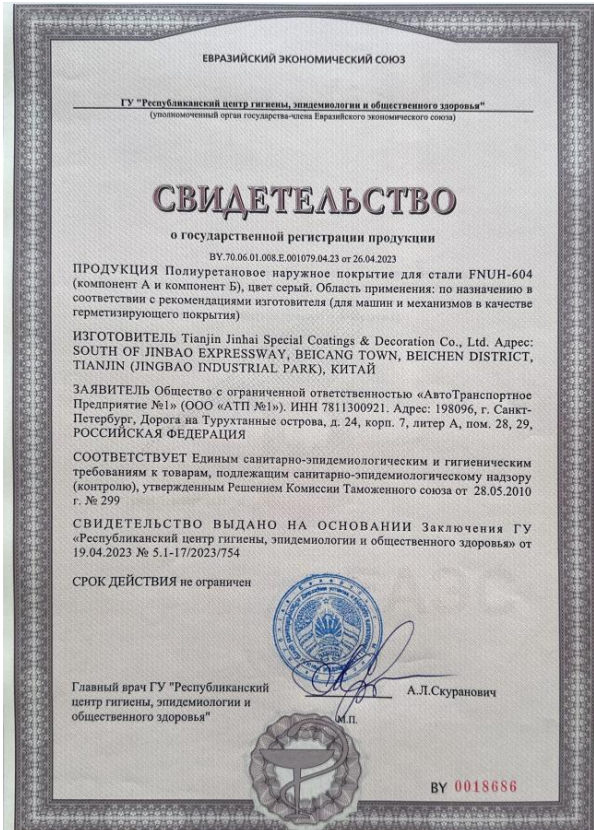 ЕВРАЗИЙСКИЙ ЭКОНОМИЧЕСКИЙ СОЮЗ
ГУ "Республиканский центр гигиены, эпидемиологии и общественного здоровья"
(уполномоченный орган государства-члена Евразийского экономического союза)
СВИДЕТЕЛЬСТВО
о государственной регистрации продукции
BY.70.06.01.008.E.001079.04.23 от 26.04.2023
ПРОДУКЦИЯ Полиуретановое наружное покрытие для стали FNUH-604
(компонент А и компонент Б), цвет серый. Область применения: по назначению в
соответствии с рекомендациями изготовителя (для машин и механизмов в качестве
герметизирующего покрытия)
ИЗГОТОВИТЕЛЬ Tianjin Jinhai Special Coatings & Decoration Co., Ltd. Адрес:
SOUTH OF JINBAO EXPRESSWAY, BEICANG TOWN, BEICHEN DISTRICT,
TIANJIN (JINGBAO INDUSTRIAL PARK), КИТАЙ
ЗАЯВИТЕЛЬ Общество с ограниченной ответственностью «АвтоТранспортное
Предприятие №1» (ООО «АТП №1»). ИНН 7811300921. Адрес: 198096, г. Санкт-
Петербург, Дорога на Турухтанные острова, д. 24, корп. 7, литер А, пом. 28, 29,
РОССИЙСКАЯ ФЕДЕРАЦИЯ
СООТВЕТСТВУЕТ Единым санитарно-эпидемиологическим и гигиеническим
требованиям к товарам, подлежащим санитарно-эпидемиологическому надзору
(контролю), утвержденным Решением Комиссии Таможенного союза от 28.05.2010
г. № 299
СВИДЕТЕЛЬСТВО ВЫДАНО НА ОСНОВАНИИ Заключения ГУ
«Республиканский центр гигиены, эпидемиологии и общественного здоровья» от
19.04.2023 № 5.1-17/2023/754
СРОК ДЕЙСТВИЯ не ограничен
Главный врач ГУ "Республиканский
центр гигиены, эпидемиологии и
общественного здоровья"
А.Л.Скуранович
М.П.
BY 0018686